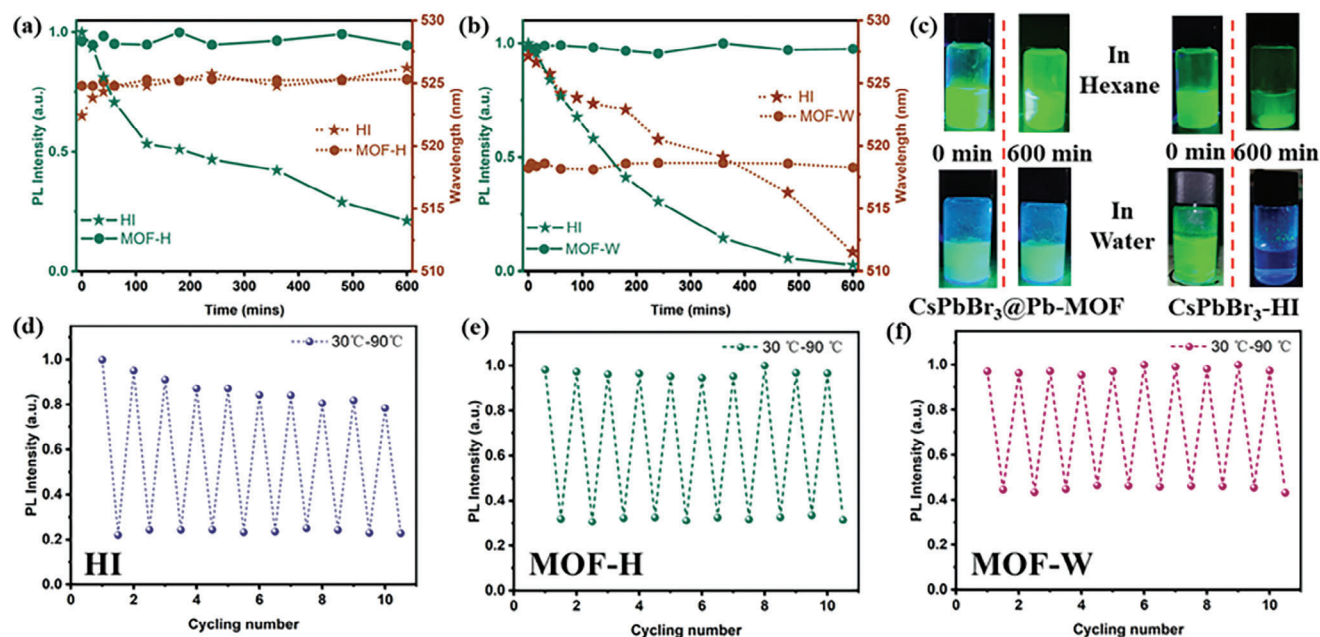 (a)
1.0
0.5
0.0
PL Intensity (a.u.)
HI
MOF-H
HI
MOF-H
530
525
520
515
510
Wavelength (nm)
0 100 200 300 400 500 600
Time (mins)
(b)
1.0
0.5
0.0
PL Intensity (a.u.)
HI
MOF-W
HI
MOF-W
530
525
520
515
510
Wavelength (nm)
0 100 200 300 400 500 600
Time (mins)
(c)
In
Hexane
0 min 600 min 0 min 600 min
In
Water
CsPbBr₃@Pb-MOF CsPbBr₃-HI
(d)
1.0
0.8
0.6
0.4
0.2
0.0
PL Intensity (a.u.)
30℃-90℃
HI
0 2 4 6 8 10
Cycling number
(e)
1.0
0.8
0.6
0.4
0.2
0.0
PL Intensity (a.u.)
30 ℃-90 ℃
MOF-H
0 2 4 6 8 10
Cycling number
(f)
1.0
0.8
0.6
0.4
0.2
0.0
PL Intensity (a.u.)
30 ℃-90 ℃
MOF-W
0 2 4 6 8 10
Cycling number